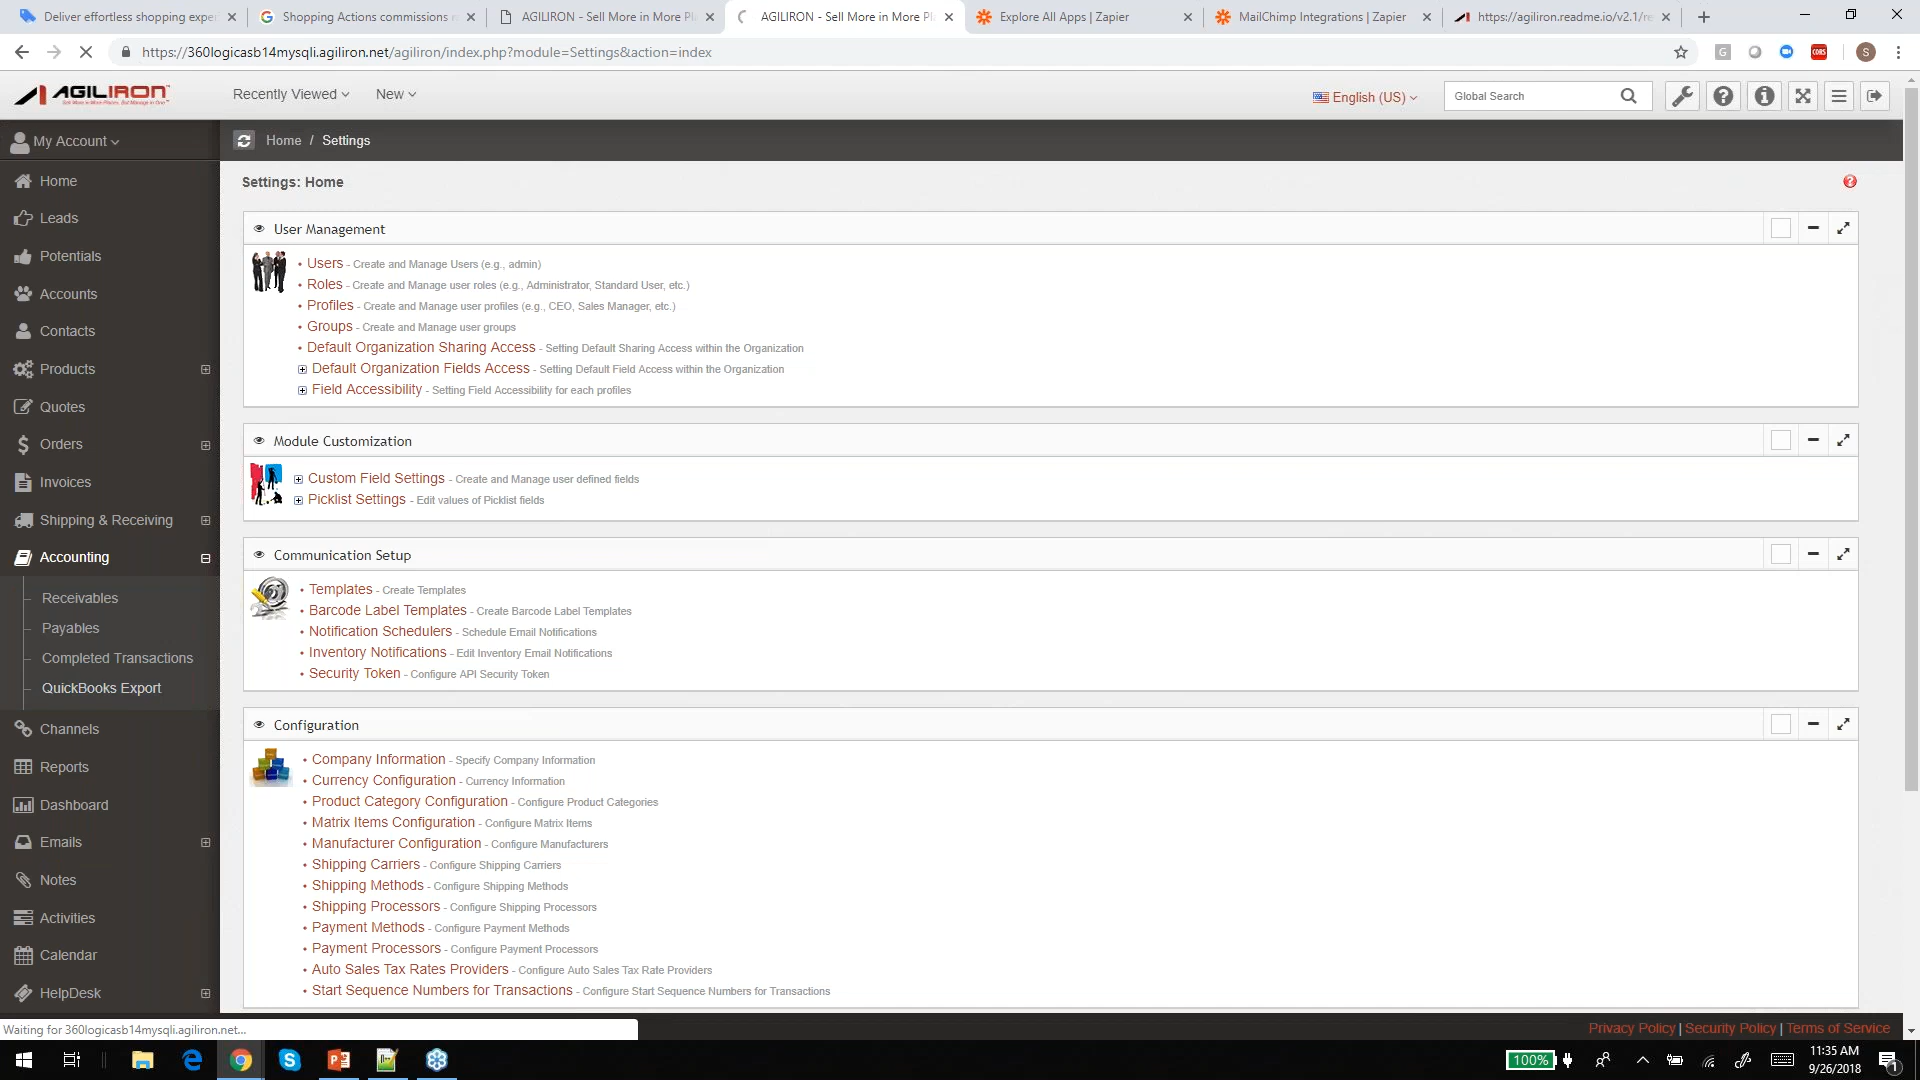 Deliver effortless shopping exper
Shopping Actions commissions r
AGILIRON - Sell More in More Pl
AGILIRON - Sell More in More Pl
Explore All Apps | Zapier
MailChimp Integrations | Zapier
https://agiliron.readme.io/v2.1/re
https://360logicasb14mysqli.agiliron.net/agiliron/index.php?module=Settings&action=index
G
CORS
S
AGILIRON™
Sell More in More Places, But Manage in One™
Recently Viewed
New
English (US)
Global Search
My Account
Home / Settings
Home
Leads
Potentials
Accounts
Contacts
Products
Quotes
Orders
Invoices
Shipping & Receiving
Accounting
Receivables
Payables
Completed Transactions
QuickBooks Export
Channels
Reports
Dashboard
Emails
Notes
Activities
Calendar
HelpDesk
Settings: Home
User Management
• Users - Create and Manage Users (e.g., admin)
• Roles - Create and Manage user roles (e.g., Administrator, Standard User, etc.)
• Profiles - Create and Manage user profiles (e.g., CEO, Sales Manager, etc.)
• Groups - Create and Manage user groups
• Default Organization Sharing Access - Setting Default Sharing Access within the Organization
Default Organization Fields Access - Setting Default Field Access within the Organization
Field Accessibility - Setting Field Accessibility for each profiles
Module Customization
Custom Field Settings - Create and Manage user defined fields
Picklist Settings - Edit values of Picklist fields
Communication Setup
• Templates - Create Templates
• Barcode Label Templates - Create Barcode Label Templates
• Notification Schedulers - Schedule Email Notifications
• Inventory Notifications - Edit Inventory Email Notifications
• Security Token - Configure API Security Token
Configuration
• Company Information - Specify Company Information
• Currency Configuration - Currency Information
• Product Category Configuration - Configure Product Categories
• Matrix Items Configuration - Configure Matrix Items
• Manufacturer Configuration - Configure Manufacturers
• Shipping Carriers - Configure Shipping Carriers
• Shipping Methods - Configure Shipping Methods
• Shipping Processors - Configure Shipping Processors
• Payment Methods - Configure Payment Methods
• Payment Processors - Configure Payment Processors
• Auto Sales Tax Rates Providers - Configure Auto Sales Tax Rate Providers
• Start Sequence Numbers for Transactions - Configure Start Sequence Numbers for Transactions
Waiting for 360logicasb14mysqli.agiliron.net...
Privacy Policy | Security Policy | Terms of Service
100%
11:35 AM
9/26/2018
1